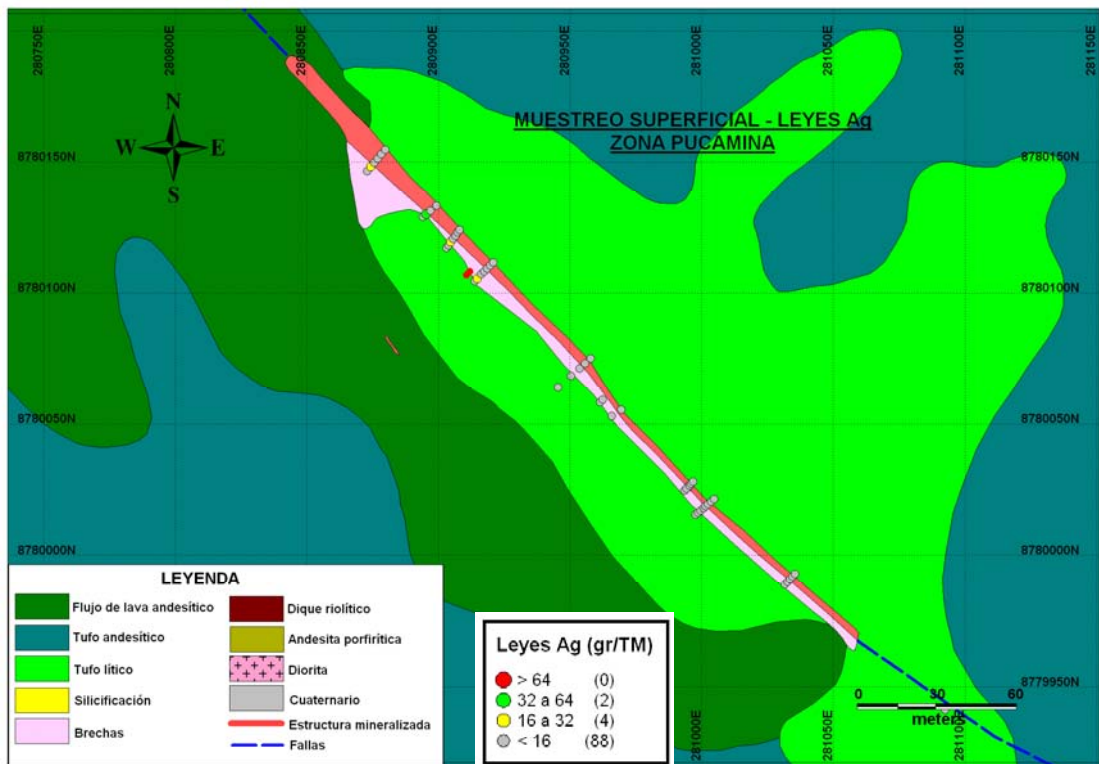 280750E
280800E
280850E
280900E
280950E
281000E
281050E
281100E
281150E
MUESTREO SUPERFICIAL - LEYES Ag
ZONA PUCAMINA
N
W E
S
8780150N 8780150N
8780100N 8780100N
8780050N 8780050N
8780000N 8780000N
8779950N
LEYENDA
Flujo de lava andesítico
Tufo andesítico
Tufo lítico
Silicificación
Brechas
Dique riolítico
Andesita porfirítica
Diorita
Cuaternario
Estructura mineralizada
Fallas
Leyes Ag (gr/TM)
> 64 (0)
32 a 64 (2)
16 a 32 (4)
< 16 (88)
0 30 60
meters
281000E
281050E
281100E